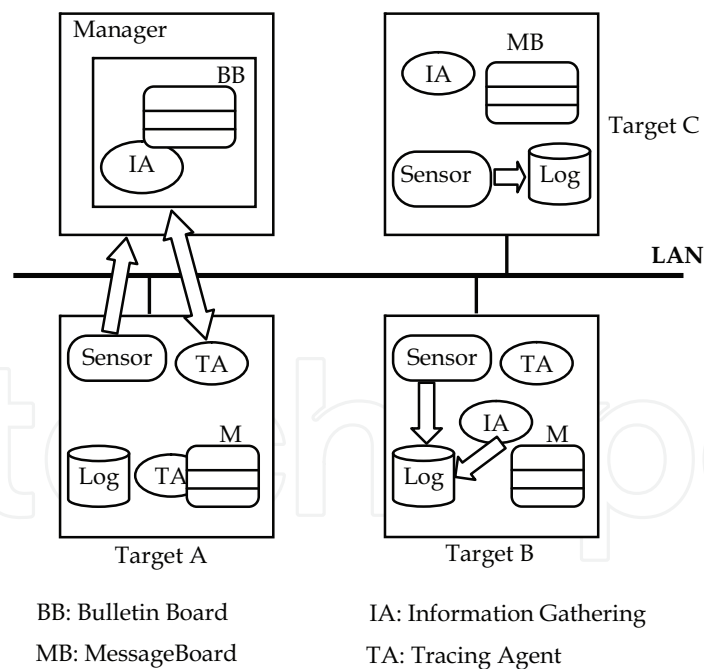 Manager
BB
IA
MB
IA
Sensor
Log
Target C
LAN
Sensor
TA
Log
TA
M
Target A
Sensor
TA
IA
Log
M
Target B
BB: Bulletin Board
IA: Information Gathering
MB: MessageBoard
TA: Tracing Agent